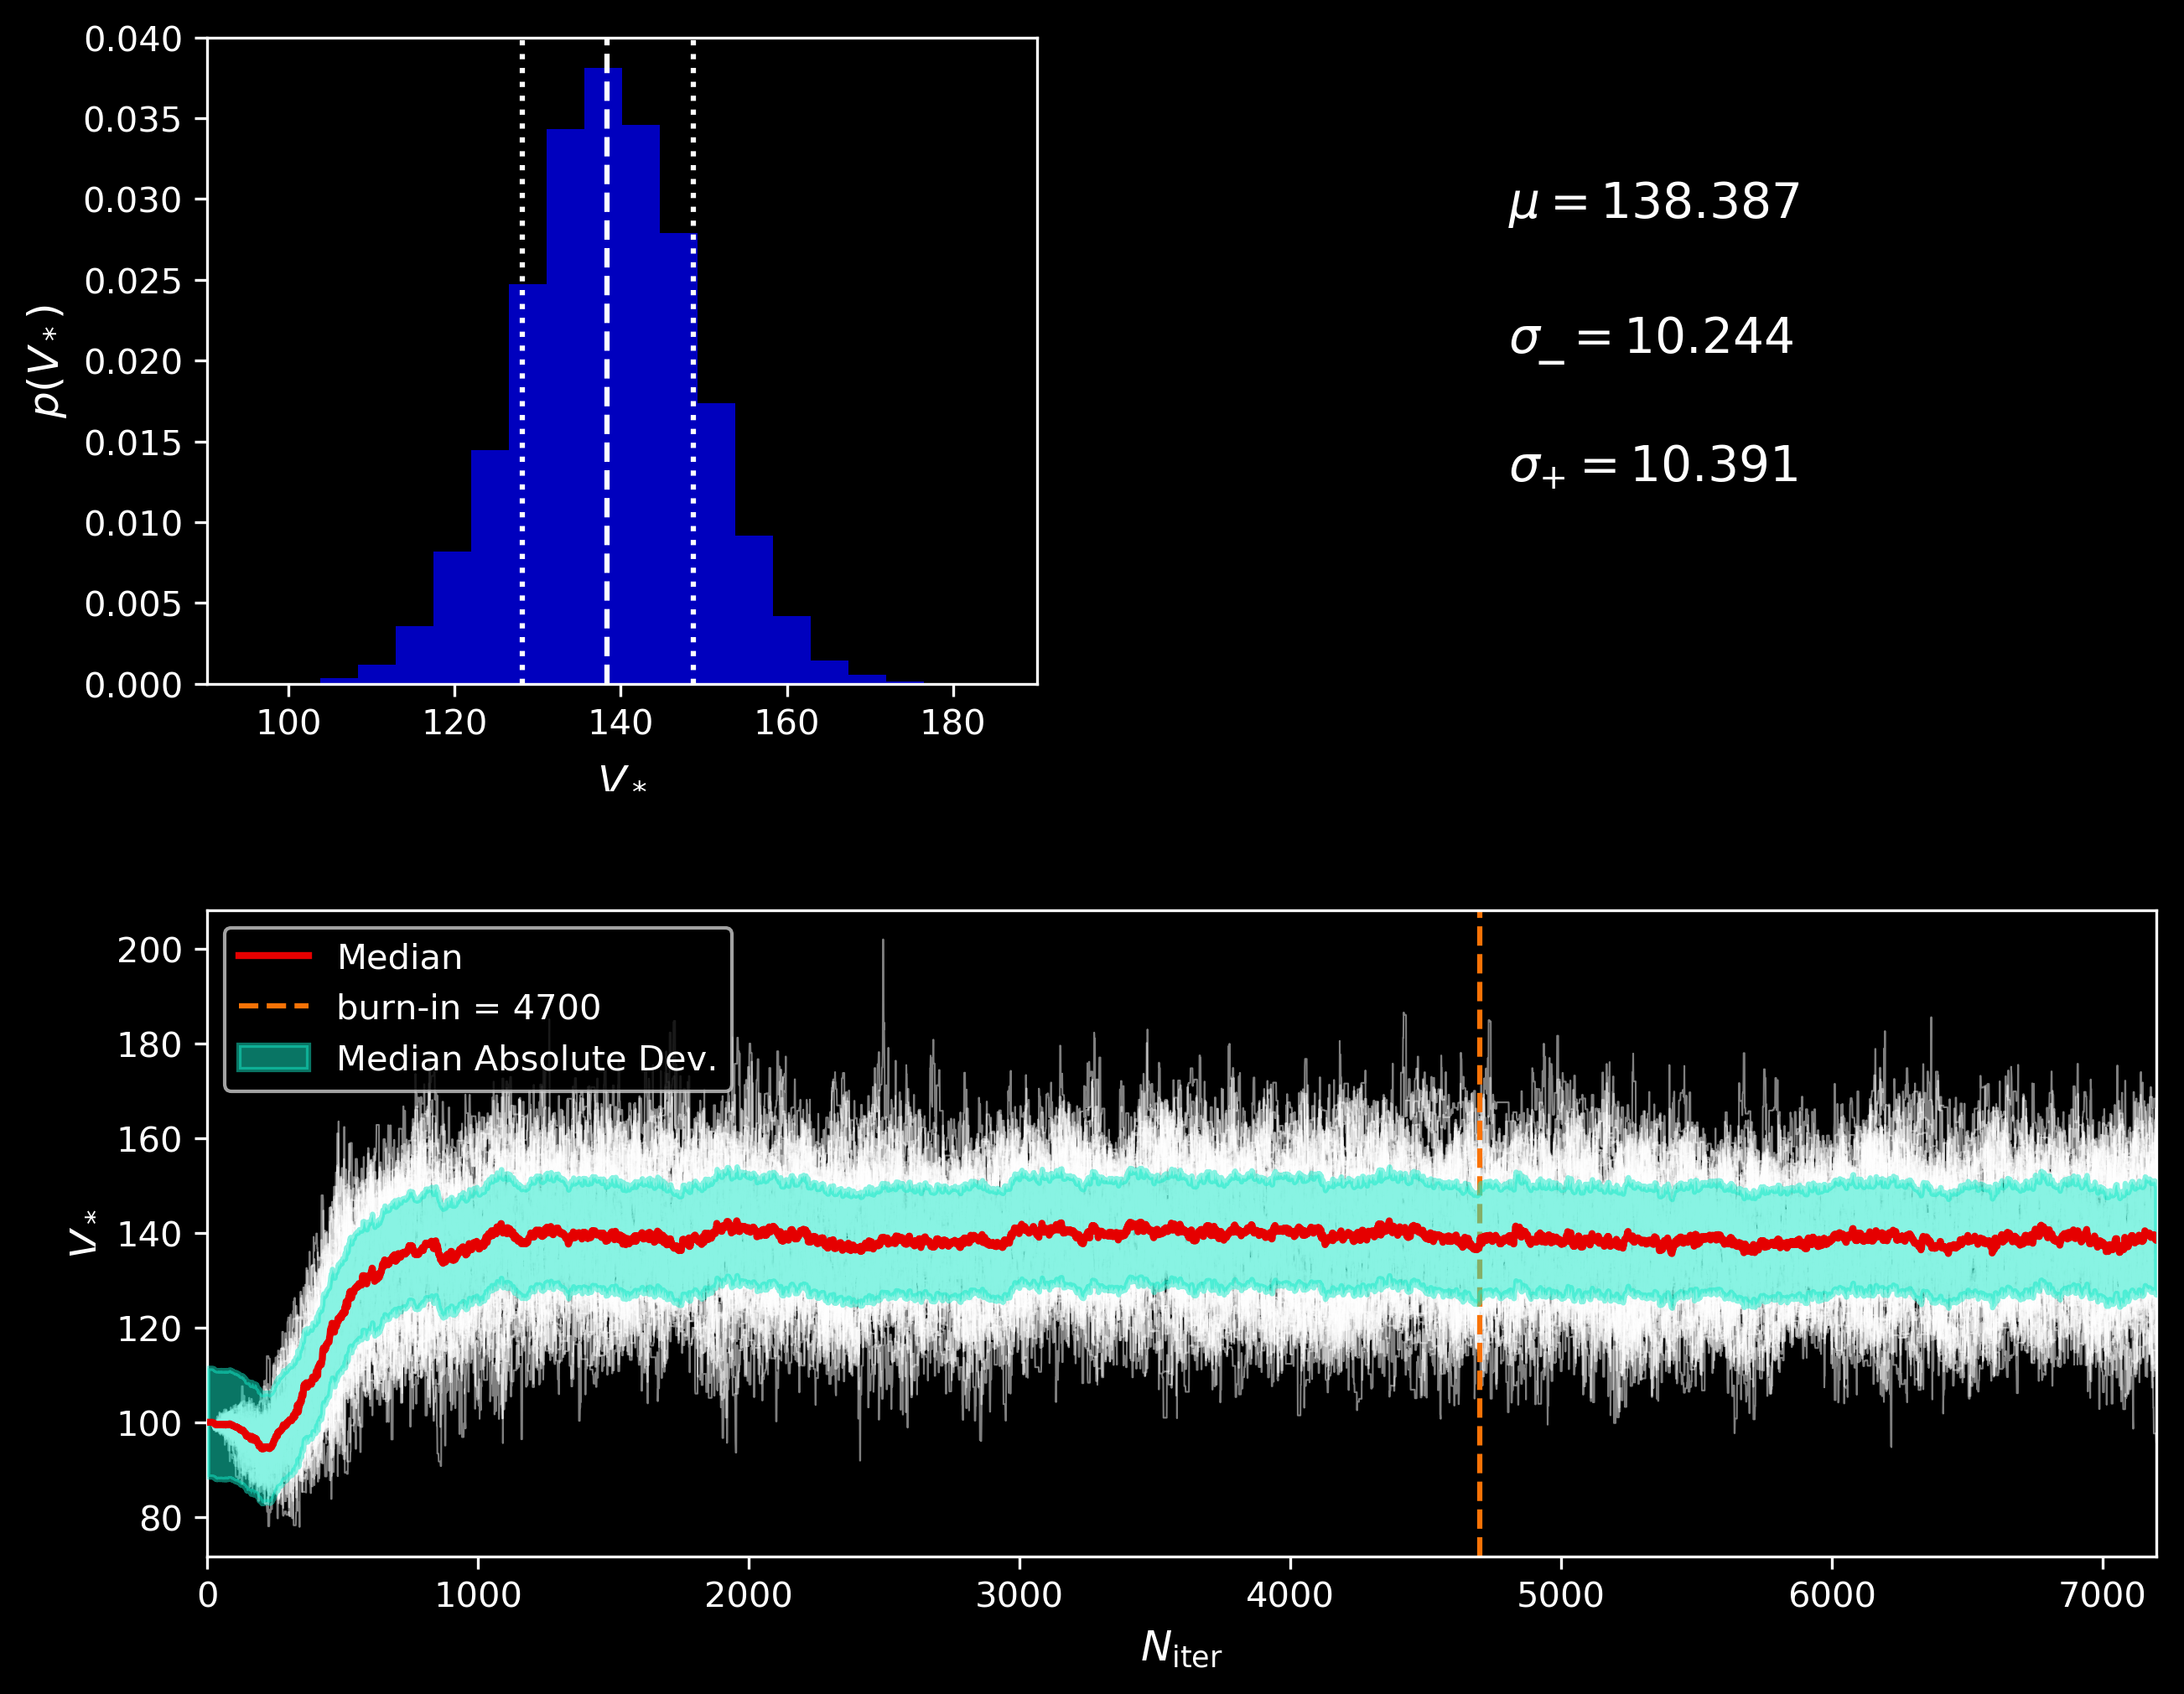 0.040
0.035
0.030
0.025
0.020
0.015
0.010
0.005
0.000
p(V*)
100 120 140 160 180
V*
μ = 138.387
σ− = 10.244
σ+ = 10.391
200
180
160
140
120
100
80
V*
Median
burn-in = 4700
Median Absolute Dev.
0 1000 2000 3000 4000 5000 6000 7000
Niter